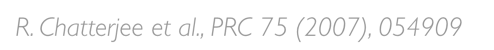 R. Chatterjee et al., PRC 75 (2007), 054909